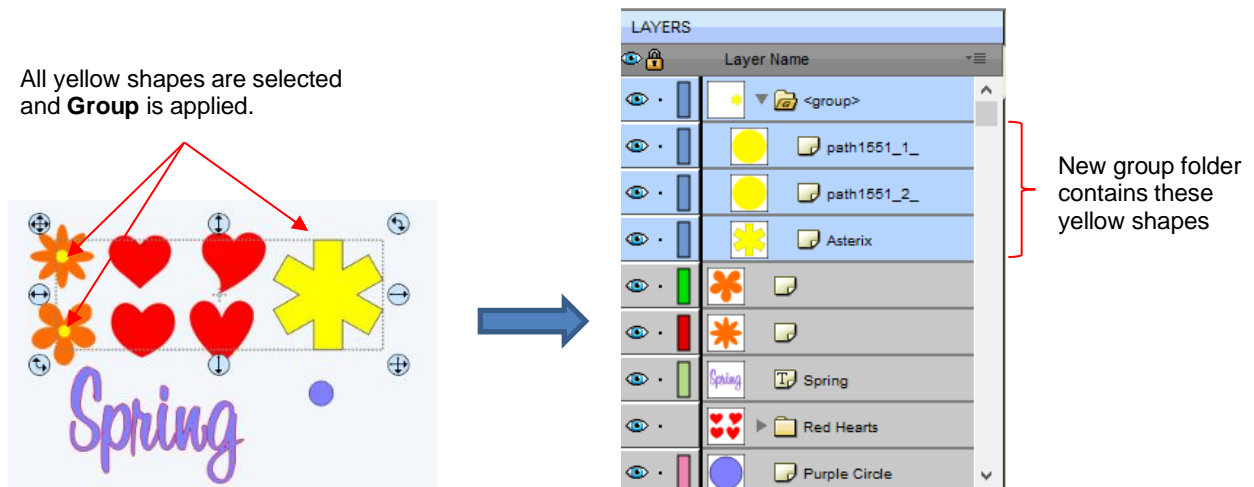 All yellow shapes are selected
and Group is applied.
Spring
LAYERS
Layer Name
<group>
path1551_1_
path1551_2_
Asterix
Spring
Spring
Red Hearts
Purple Circle
New group folder
contains these
yellow shapes